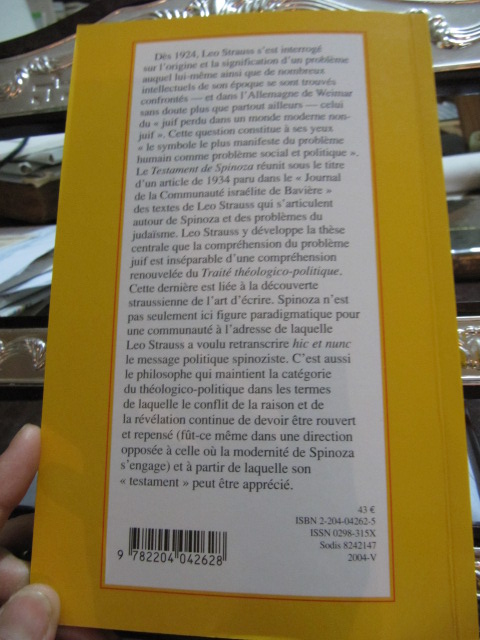 Dès 1924, Leo Strauss s'est interrogé
sur l'origine et la signification d'un problème
auquel lui-même ainsi que de nombreux
intellectuels de son époque se sont trouvés
confrontés — et dans l'Allemagne de Weimar
sans doute plus que partout ailleurs — celui
du « juif perdu dans un monde moderne non-
juif ». Cette question constitue à ses yeux
« le symbole le plus manifeste du problème
humain comme problème social et politique ».
Le Testament de Spinoza réunit sous le titre
d'un article de 1934 paru dans le « Journal
de la Communauté israélite de Bavière »
des textes de Leo Strauss qui s'articulent
autour de Spinoza et des problèmes du
judaïsme. Leo Strauss y développe la thèse
centrale que la compréhension du problème
juif est inséparable d'une compréhension
renouvelée du Traité théologico-politique.
Cette dernière est liée à la découverte
straussienne de l'art d'écrire. Spinoza n'est
pas seulement ici figure paradigmatique pour
une communauté à l'adresse de laquelle
Leo Strauss a voulu retranscrire hic et nunc
le message politique spinoziste. C'est aussi
le philosophe qui maintient la catégorie
du théologico-politique dans les termes
de laquelle le conflit de la raison et de
la révélation continue de devoir être rouvert
et repensé (fût-ce même dans une direction
opposée à celle où la modernité de Spinoza
s'engage) et à partir de laquelle son
« testament » peut être apprécié.
43 €
ISBN 2-204-04262-5
ISSN 0298-315X
Sodis 8242147
2004-V
9 782204 042628